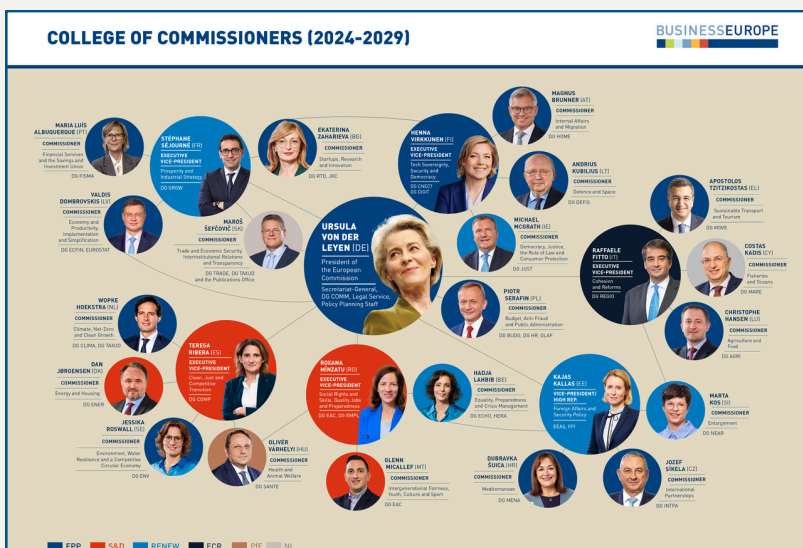 COLLEGE OF COMMISSIONERS (2024-2029)
BUSINESSEUROPE
MARIA LUÍS
ALBUQUERQUE (PT)
COMMISSIONER
Financial Services
and the Savings and
Investment Union
DG FISMA
STÉPHANE
SÉJOURNÉ (FR)
EXECUTIVE
VICE-PRESIDENT
Prosperity and
Industrial Strategy
DG GROW
EKATERINA
ZAHARIEVA (BG)
COMMISSIONER
Startups, Research
and Innovation
DG RTD, JRC
HENNA
VIRKKUNEN (FI)
EXECUTIVE
VICE-PRESIDENT
Tech Sovereignty,
Security and
Democracy
DG CNECT
DG DIGIT
MAGNUS
BRUNNER (AT)
COMMISSIONER
Internal Affairs
and Migration
DG HOME
ANDRIUS
KUBILIUS (LT)
COMMISSIONER
Defence and Space
DG DEFIS
APOSTOLOS
TZITZIKOSTAS (EL)
COMMISSIONER
Sustainable Transport
and Tourism
DG MOVE
VALDIS
DOMBROVSKIS (LV)
COMMISSIONER
Economy and
Productivity,
Implementation
and Simplification
DG ECFIN, EUROSTAT
MAROŠ
ŠEFČOVIČ (SK)
COMMISSIONER
Trade and Economic Security,
Interinstitutional Relations
and Transparency
DG TRADE, DG TAXUD
and the Publications Office
URSULA
VON DER
LEYEN (DE)
President of
the European
Commission
Secretariat-General,
DG COMM, Legal Service,
Policy Planning Staff
MICHAEL
MCGRATH (IE)
COMMISSIONER
Democracy, Justice,
the Rule of Law and
Consumer Protection
DG JUST
RAFFAELE
FITTO (IT)
EXECUTIVE
VICE-PRESIDENT
Cohesion
and Reforms
DG REGIO
COSTAS
KADIS (CY)
COMMISSIONER
Fisheries
and Oceans
DG MARE
PIOTR
SERAFIN (PL)
COMMISSIONER
Budget, Anti-Fraud
and Public Administration
DG BUDG, DG HR, OLAF
CHRISTOPHE
HANSEN (LU)
COMMISSIONER
Agriculture and
Food
DG AGRI
WOPKE
HOEKSTRA (NL)
COMMISSIONER
Climate, Net-Zero
and Clean Growth
DG CLIMA, DG TAXUD
TERESA
RIBERA (ES)
EXECUTIVE
VICE-PRESIDENT
Clean, Just and
Competitive
Transition
DG COMP
DAN
JØRGENSEN (DK)
COMMISSIONER
Energy and Housing
DG ENER
ROXANA
MÎNZATU (RO)
EXECUTIVE
VICE-PRESIDENT
Social Rights and
Skills, Quality Jobs
and Preparedness
DG EAC, DG EMPL
HADJA
LAHBIB (BE)
COMMISSIONER
Equality, Preparedness
and Crisis Management
DG ECHO, HERA
KAJAS
KALLAS (EE)
VICE-PRESIDENT/
HIGH REP.
Foreign Affairs and
Security Policy
EEAS, FPI
MARTA
KOS (SI)
COMMISSIONER
Enlargement
DG NEAR
JESSIKA
ROSWALL (SE)
COMMISSIONER
Environment, Water
Resilience and a Competitive
Circular Economy
DG ENV
OLIVÉR
VÁRHELYI (HU)
COMMISSIONER
Health and
Animal Welfare
DG SANTE
GLENN
MICALLEF (MT)
COMMISSIONER
Intergenerational Fairness,
Youth, Culture and Sport
DG EAC
DUBRAVKA
ŠUICA (HR)
COMMISSIONER
Mediterranean
DG MENA
JOZEF
SÍKELA (CZ)
COMMISSIONER
International
Partnerships
DG INTPA
EPP S&D RENEW ECR PfE NI